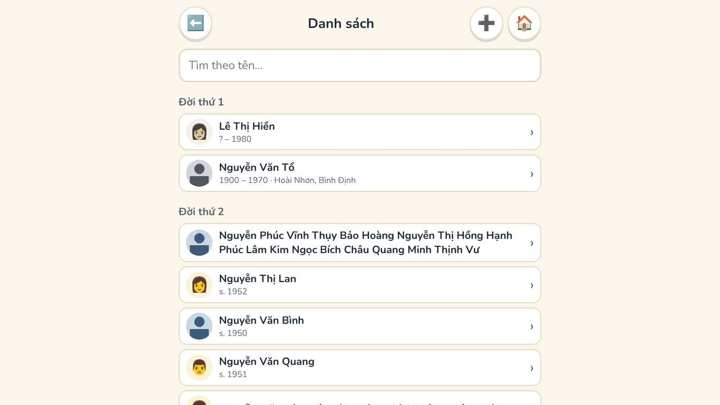 Danh sách
Tìm theo tên...
Đời thứ 1
Lê Thị Hiền
? – 1980
Nguyễn Văn Tổ
1900 – 1970 · Hoài Nhơn, Bình Định
Đời thứ 2
Nguyễn Phúc Vĩnh Thụy Bảo Hoàng Nguyễn Thị Hồng Hạnh
Phúc Lâm Kim Ngọc Bích Châu Quang Minh Thịnh Vư
Nguyễn Thị Lan
s. 1952
Nguyễn Văn Bình
s. 1950
Nguyễn Văn Quang
s. 1951